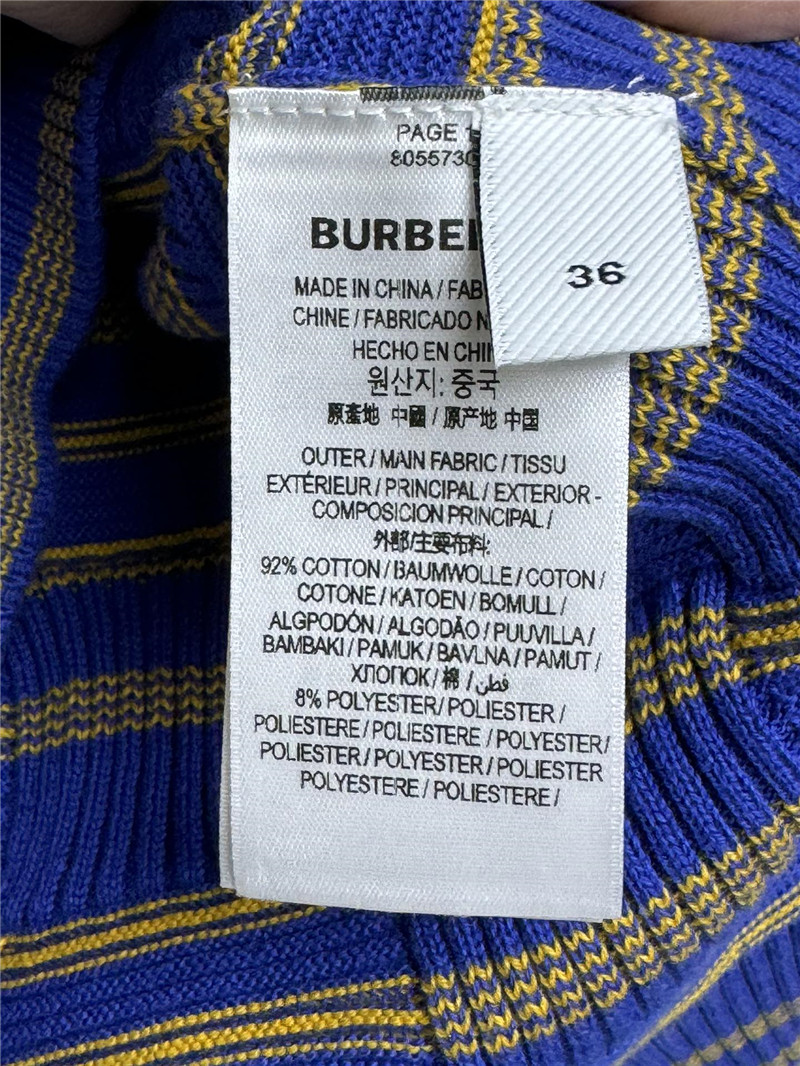 PAGE 1
805573
BURBE
36
MADE IN CHINA / FAB
CHINE / FABRICADO N
HECHO EN CHIN
원산지: 중국
原產地 中國 / 原产地 中国
OUTER / MAIN FABRIC / TISSU
EXTÉRIEUR / PRINCIPAL / EXTERIOR -
COMPOSICION PRINCIPAL /
外部/主要布料:
92% COTTON / BAUMWOLLE / COTON /
COTONE / KATOEN / BOMULL /
ALGPODÓN / ALGODÃO / PUUVILLA /
BAMBAKI / PAMUK / BAVLNA / PAMUT /
ХЛОПОК / 棉 / قطن
8% POLYESTER / POLIESTER /
POLIESTERE / POLIESTERE / POLYESTER /
POLIESTER / POLYESTER / POLIESTER
POLYESTERE / POLIESTERE /